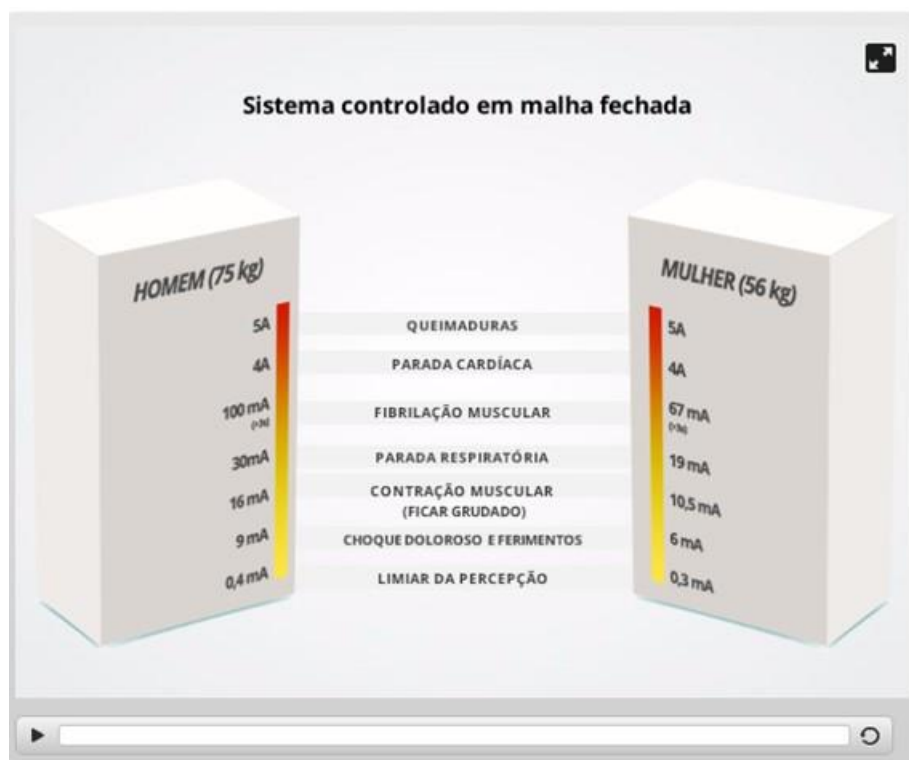 Sistema controlado em malha fechada
HOMEM (75 kg)
MULHER (56 kg)
5A QUEIMADURAS 5A
4A PARADA CARDÍACA 4A
100 mA FIBRILAÇÃO MUSCULAR 67 mA
30mA PARADA RESPIRATÓRIA 19 mA
16 mA CONTRAÇÃO MUSCULAR 10,5 mA
(FICAR GRUDADO)
9 mA CHOQUE DOLOROSO E FERIMENTOS 6 mA
0,4 mA LIMIAR DA PERCEPÇÃO 0,3 mA